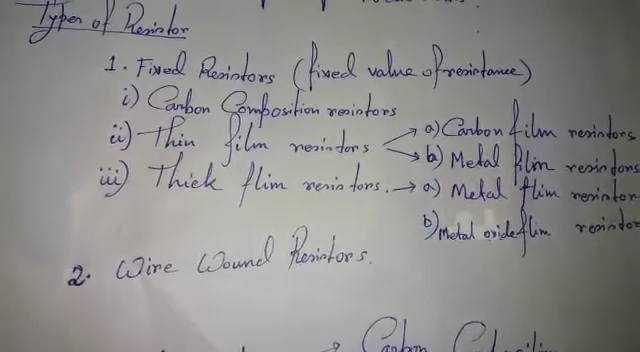 Types of Resistor
1. Fixed Resistors (fixed value of resistance)
i) Carbon Composition resistors
ii) Thin film resistors → a) Carbon film resistors
→ b) Metal film resistors
iii) Thick flim resistors. → a) Metal flim resistor
b) Metal oxide flim resistor
2. Wire Wound Resistors.
Carbon